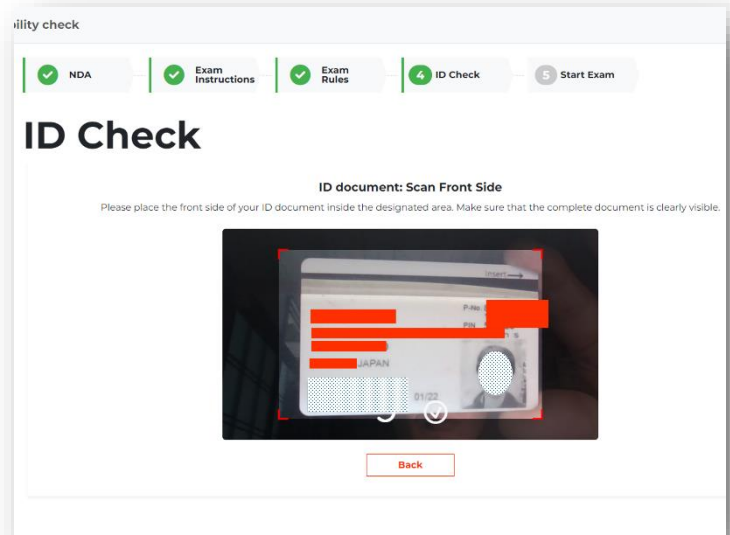 ility check
NDA
Exam Instructions
Exam Rules
4 ID Check
5 Start Exam
ID Check
ID document: Scan Front Side
Please place the front side of your ID document inside the designated area. Make sure that the complete document is clearly visible.
Insert→
P-No
PIN
JAPAN
01/22
Back